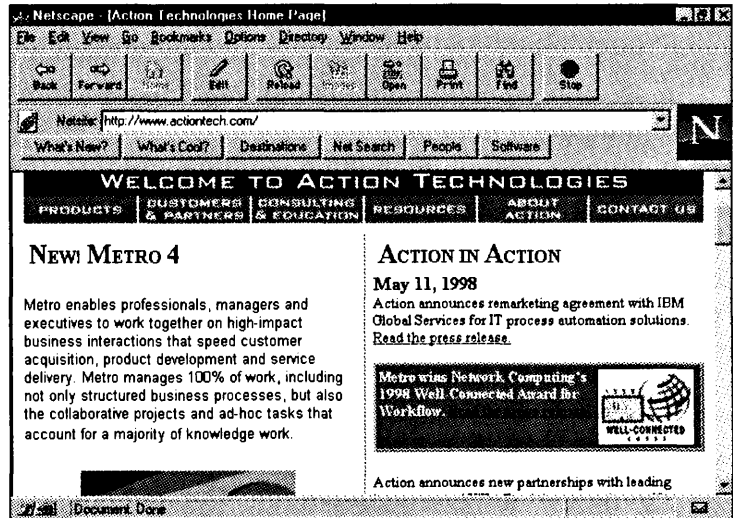 Netscape - [Action Technologies Home Page]
File Edit View Go Bookmarks Options Directory Window Help
Back Forward Home Edit Reload Images Open Print Find Stop
Netsite: http://www.actiontech.com/
N
What's New? What's Cool? Destinations Net Search People Software
WELCOME TO ACTION TECHNOLOGIES
PRODUCTS CUSTOMERS & PARTNERS CONSULTING & EDUCATION RESOURCES ABOUT ACTION CONTACT US
NEW! METRO 4
Metro enables professionals, managers and
executives to work together on high-impact
business interactions that speed customer
acquisition, product development and service
delivery. Metro manages 100% of work, including
not only structured business processes, but also
the collaborative projects and ad-hoc tasks that
account for a majority of knowledge work.
ACTION IN ACTION
May 11, 1998
Action announces remarketing agreement with IBM
Global Services for IT process automation solutions.
Read the press release.
Metro wins Network Computing's
1998 Well-Connected Award for
Workflow.
WELL-CONNECTED
Action announces new partnerships with leading
Document: Done